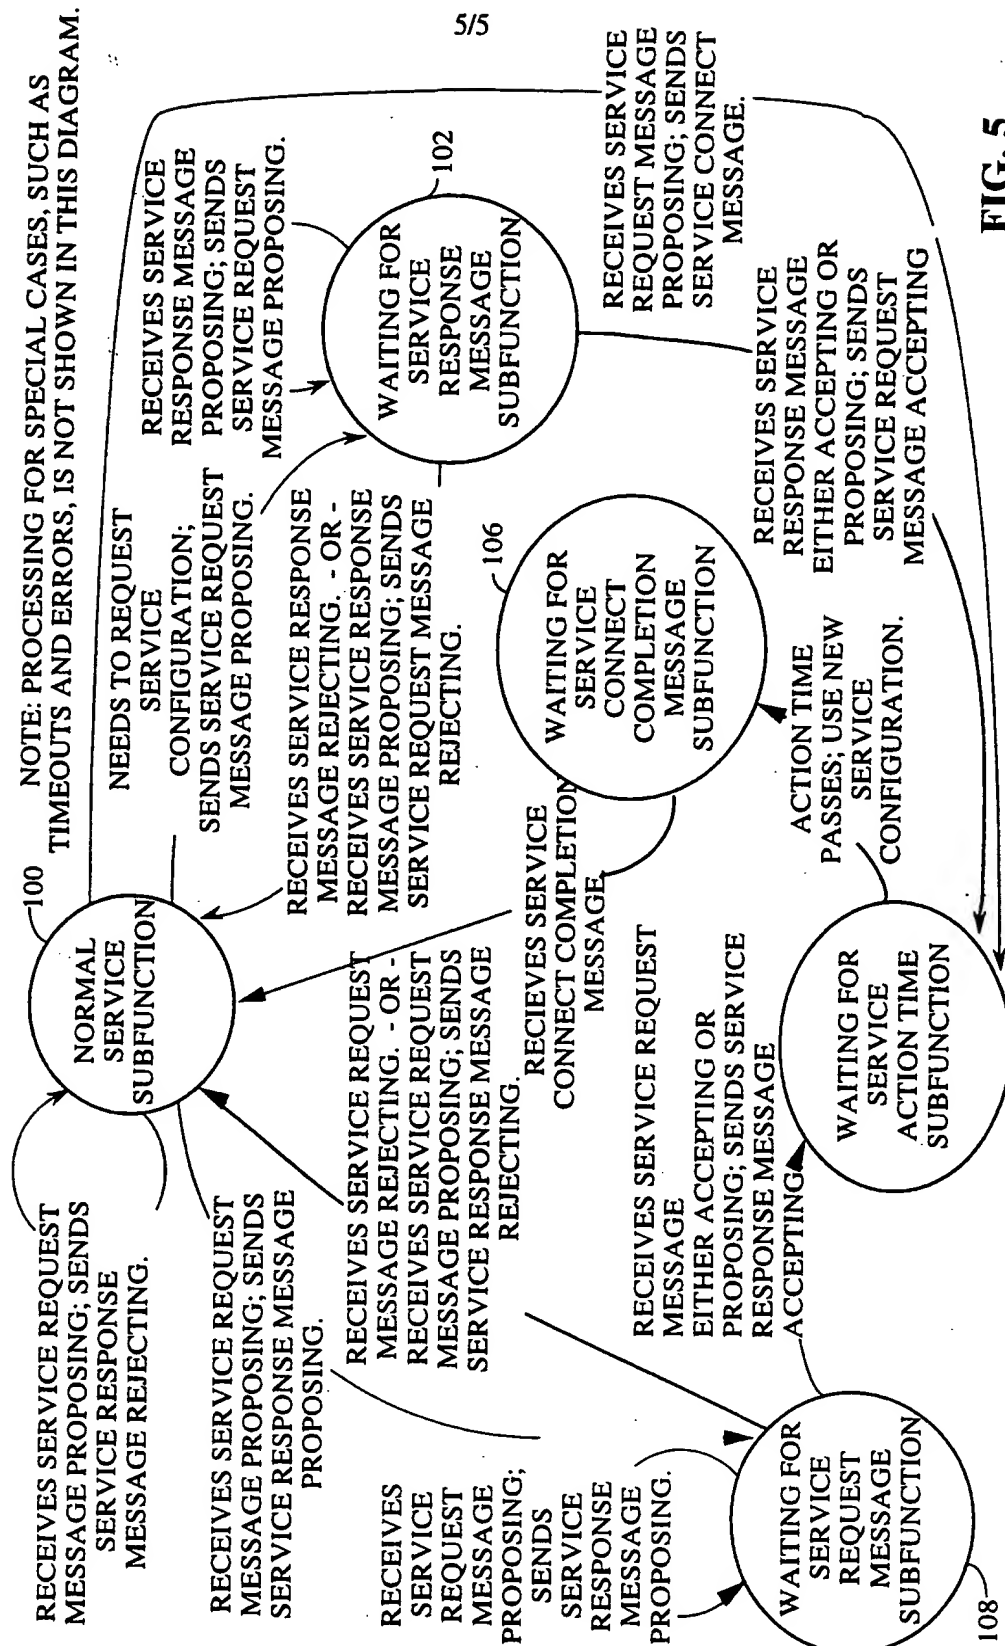 5/5
NOTE: PROCESSING FOR SPECIAL CASES, SUCH AS
TIMEOUTS AND ERRORS, IS NOT SHOWN IN THIS DIAGRAM.
100
NORMAL
SERVICE
SUBFUNCTION
RECEIVES SERVICE REQUEST
MESSAGE PROPOSING; SENDS
SERVICE RESPONSE
MESSAGE REJECTING.
RECEIVES SERVICE REQUEST
MESSAGE PROPOSING; SENDS
SERVICE RESPONSE MESSAGE
PROPOSING.
NEEDS TO REQUEST
SERVICE
CONFIGURATION;
SENDS SERVICE REQUEST
MESSAGE PROPOSING.
RECEIVES SERVICE
RESPONSE MESSAGE
PROPOSING; SENDS
SERVICE REQUEST
MESSAGE PROPOSING.
102
WAITING FOR
SERVICE
RESPONSE
MESSAGE
SUBFUNCTION
RECEIVES SERVICE RESPONSE
MESSAGE REJECTING. - OR -
RECEIVES SERVICE RESPONSE
MESSAGE PROPOSING; SENDS
SERVICE REQUEST MESSAGE
REJECTING.
RECEIVES SERVICE REQUEST
MESSAGE REJECTING. - OR -
RECEIVES SERVICE REQUEST
MESSAGE PROPOSING; SENDS
SERVICE RESPONSE MESSAGE
REJECTING.
RECIEVES SERVICE
CONNECT COMPLETION
MESSAGE
106
WAITING FOR
SERVICE
CONNECT
COMPLETION
MESSAGE
SUBFUNCTION
RECEIVES SERVICE
REQUEST MESSAGE
PROPOSING; SENDS
SERVICE CONNECT
MESSAGE.
RECEIVES SERVICE
RESPONSE MESSAGE
EITHER ACCEPTING OR
PROPOSING; SENDS
SERVICE REQUEST
MESSAGE ACCEPTING
ACTION TIME
PASSES; USE NEW
SERVICE
CONFIGURATION.
RECEIVES
SERVICE
REQUEST
MESSAGE
PROPOSING;
SENDS
SERVICE
RESPONSE
MESSAGE
PROPOSING.
RECEIVES SERVICE REQUEST
MESSAGE
EITHER ACCEPTING OR
PROPOSING; SENDS SERVICE
RESPONSE MESSAGE
ACCEPTING
WAITING FOR
SERVICE
ACTION TIME
SUBFUNCTION
WAITING FOR
SERVICE
REQUEST
MESSAGE
SUBFUNCTION
108
FIG. 5